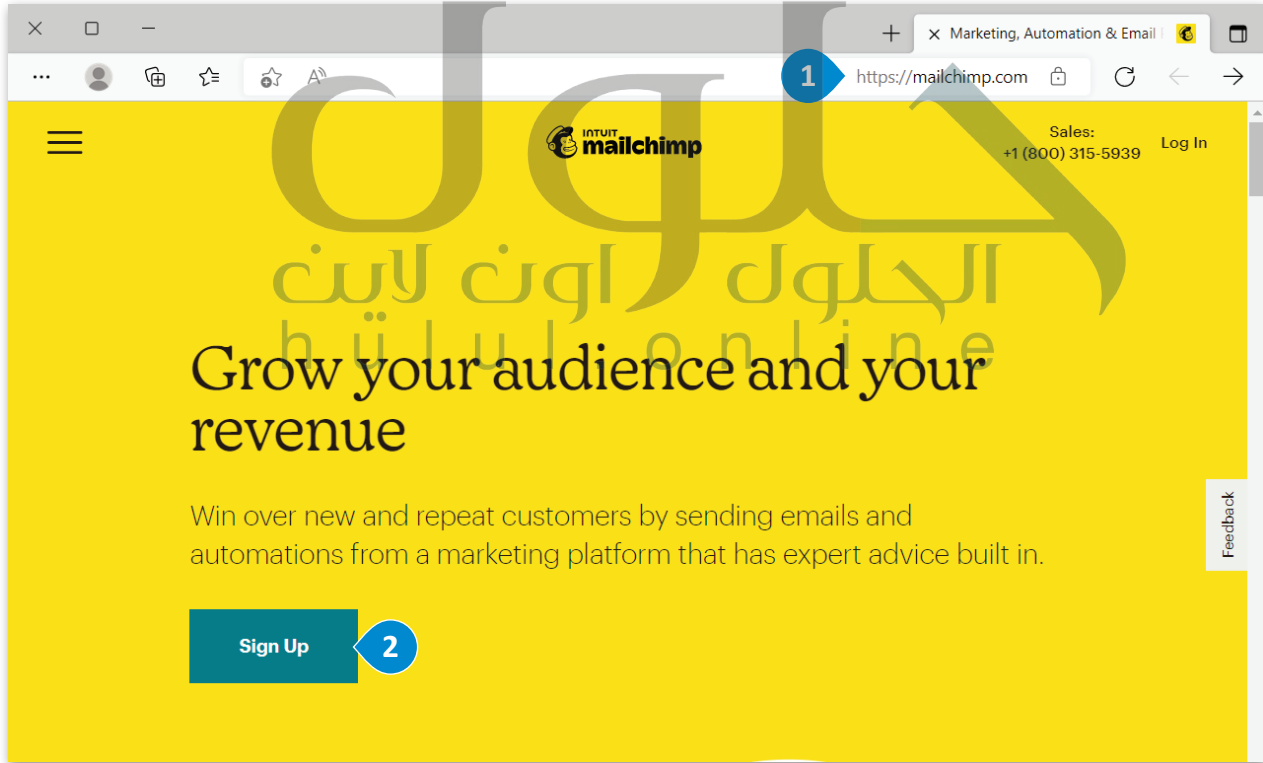 Marketing, Automation & Email
1
https://mailchimp.com
INTUIT
mailchimp
Sales:
+1 (800) 315-5939
Log In
حلول
الحلول اون لاين
hülul online
Grow your audience and your
revenue
Win over new and repeat customers by sending emails and
automations from a marketing platform that has expert advice built in.
Feedback
Sign Up
2